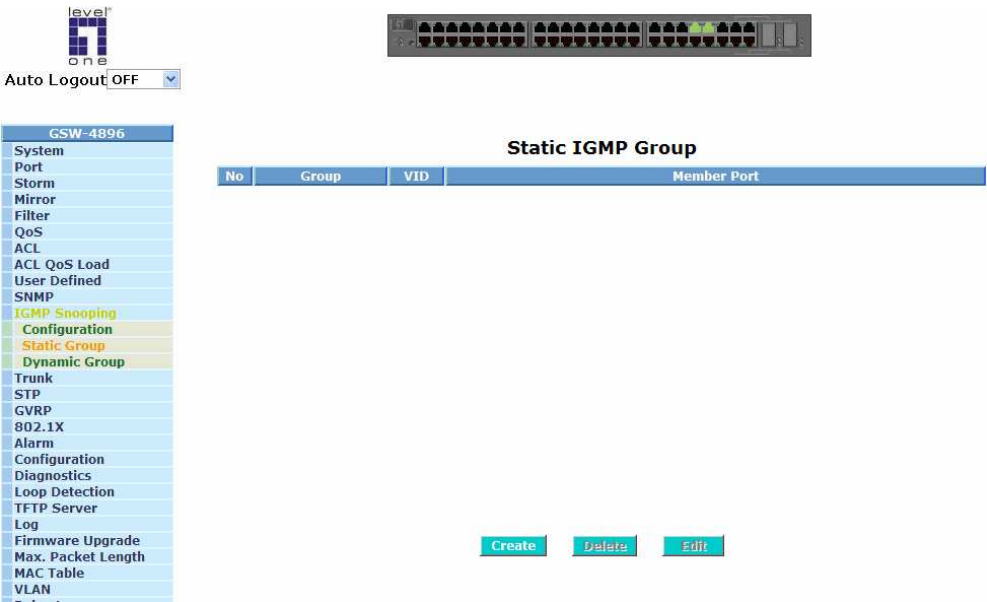 level
one
Auto Logout OFF
GSW-4896
System
Port
Storm
Mirror
Filter
QoS
ACL
ACL QoS Load
User Defined
SNMP
IGMP Snooping
Configuration
Static Group
Dynamic Group
Trunk
STP
GVRP
802.1X
Alarm
Configuration
Diagnostics
Loop Detection
TFTP Server
Log
Firmware Upgrade
Max. Packet Length
MAC Table
VLAN
Static IGMP Group
No Group VID Member Port
Create Delete Edit